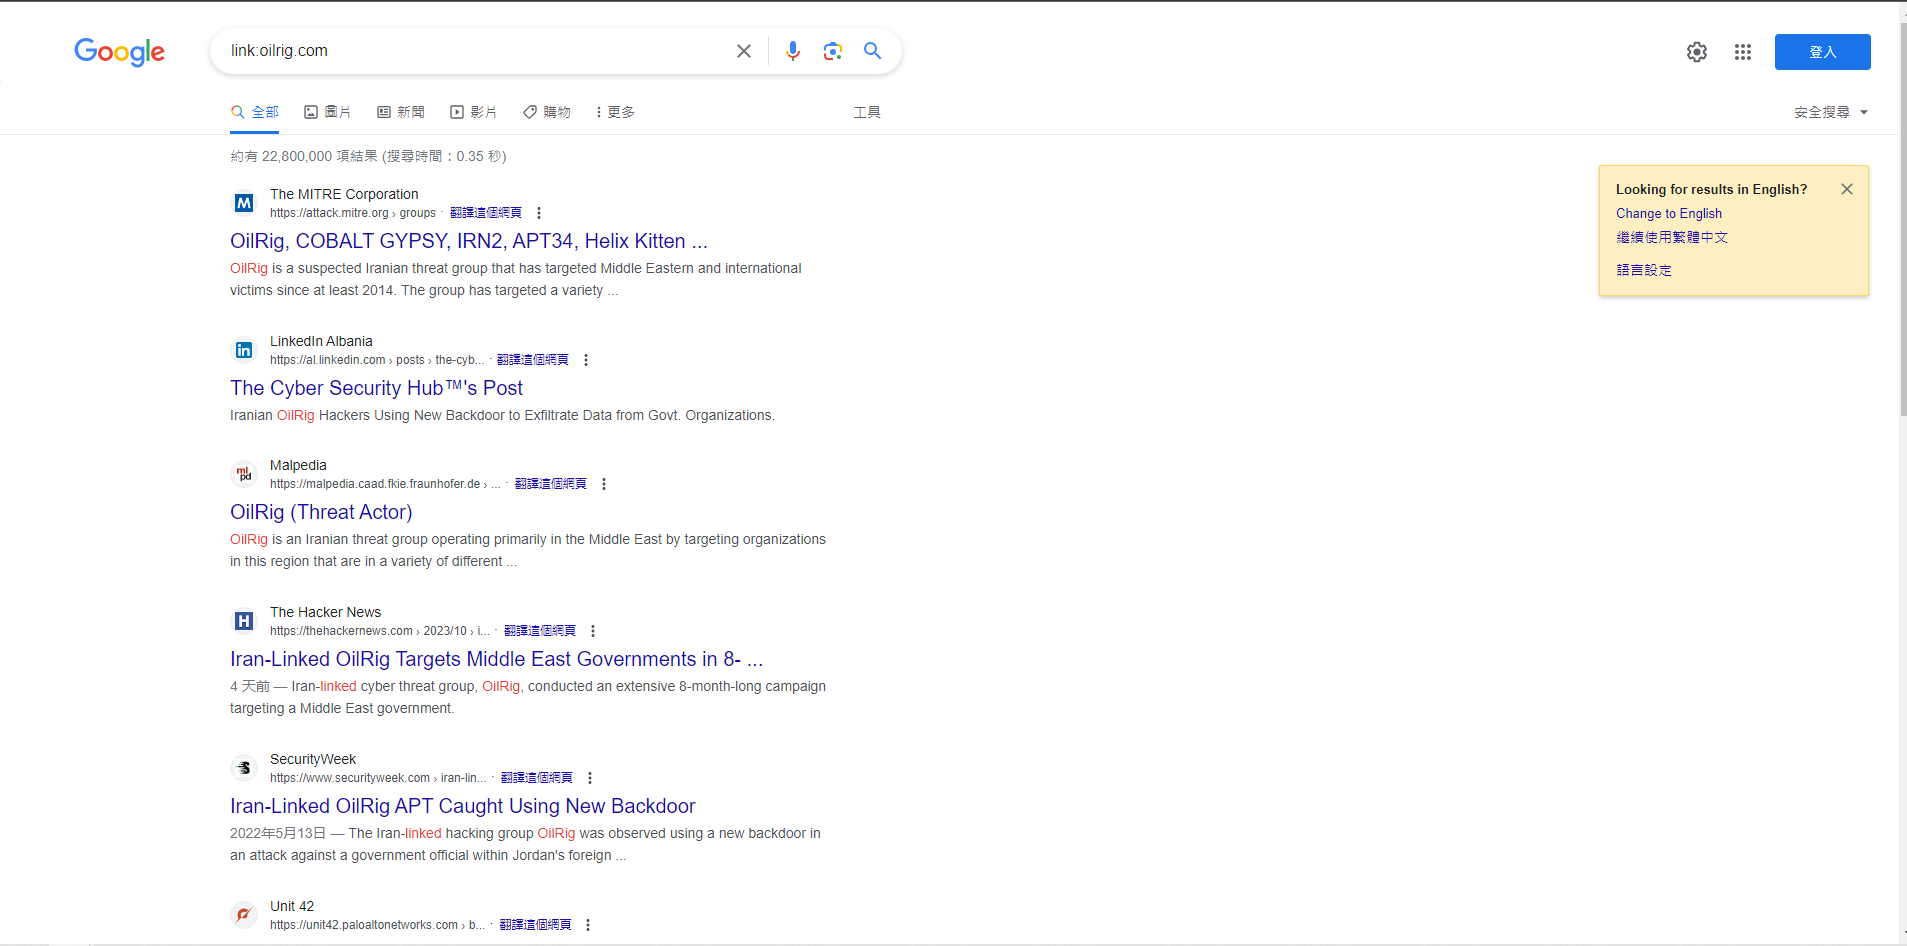 Google
link:oilrig.com
登入
全部
圖片
新聞
影片
購物
更多
工具
安全搜尋
約有 22,800,000 項結果 (搜尋時間：0.35 秒)
Looking for results in English?
Change to English
繼續使用繁體中文
語言設定
M
The MITRE Corporation
https://attack.mitre.org › groups · 翻譯這個網頁
OilRig, COBALT GYPSY, IRN2, APT34, Helix Kitten ...
OilRig is a suspected Iranian threat group that has targeted Middle Eastern and international
victims since at least 2014. The group has targeted a variety ...
in
LinkedIn Albania
https://al.linkedin.com › posts › the-cyb... · 翻譯這個網頁
The Cyber Security Hub™'s Post
Iranian OilRig Hackers Using New Backdoor to Exfiltrate Data from Govt. Organizations.
ml
pd
Malpedia
https://malpedia.caad.fkie.fraunhofer.de › ... · 翻譯這個網頁
OilRig (Threat Actor)
OilRig is an Iranian threat group operating primarily in the Middle East by targeting organizations
in this region that are in a variety of different ...
H
The Hacker News
https://thehackernews.com › 2023/10 › i... · 翻譯這個網頁
Iran-Linked OilRig Targets Middle East Governments in 8- ...
4 天前 — Iran-linked cyber threat group, OilRig, conducted an extensive 8-month-long campaign
targeting a Middle East government.
SecurityWeek
https://www.securityweek.com › iran-lin... · 翻譯這個網頁
Iran-Linked OilRig APT Caught Using New Backdoor
2022年5月13日 — The Iran-linked hacking group OilRig was observed using a new backdoor in
an attack against a government official within Jordan's foreign ...
Unit 42
https://unit42.paloaltonetworks.com › b... · 翻譯這個網頁